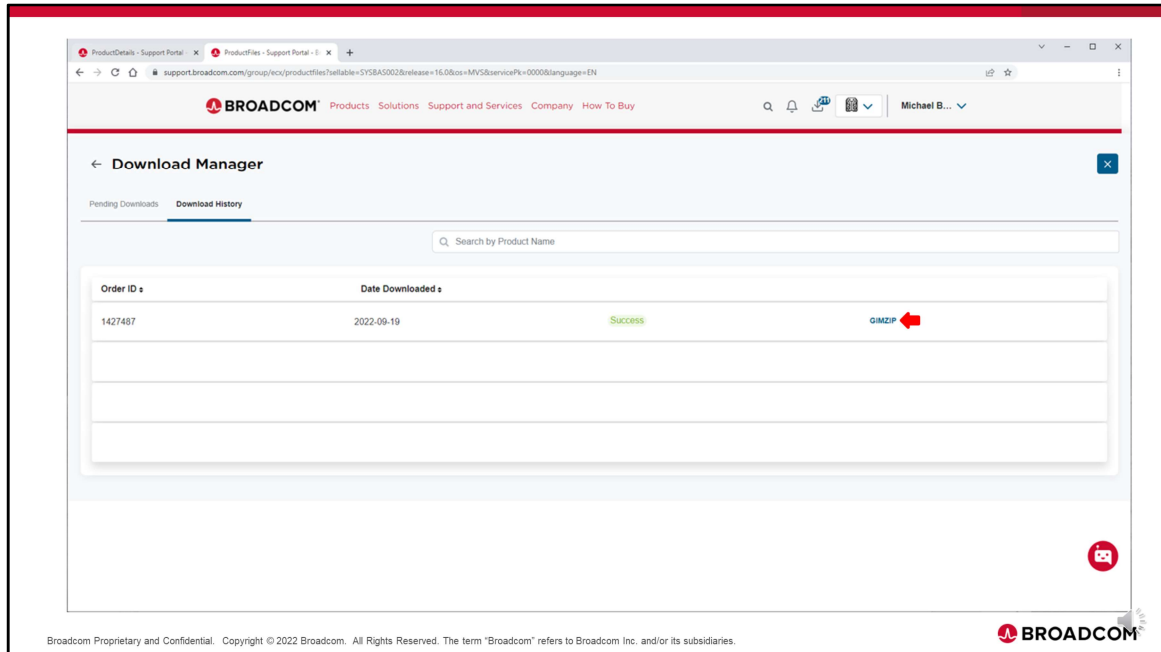 ProductDetails - Support Portal - ProductFiles - Support Portal - B
support.broadcom.com/group/ecx/productfiles?sellable=SYSBAS002&release=16.0&os=MVS&servicePk=0000&language=EN
BROADCOM Products Solutions Support and Services Company How To Buy Michael B...
← Download Manager
Pending Downloads Download History
Search by Product Name
Order ID Date Downloaded
1427487 2022-09-19 Success GIMZIP
Broadcom Proprietary and Confidential. Copyright © 2022 Broadcom. All Rights Reserved. The term “Broadcom” refers to Broadcom Inc. and/or its subsidiaries.
BROADCOM